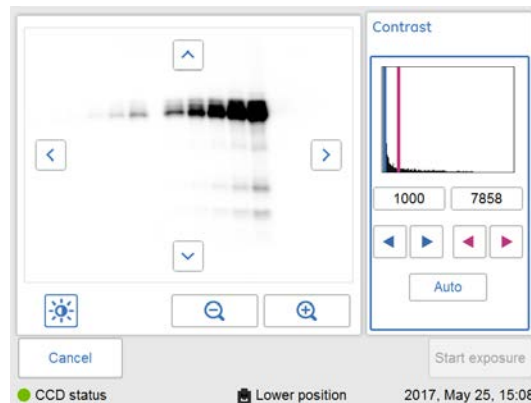 Contrast
1000 7858
Auto
Cancel Start exposure
CCD status Lower position 2017, May 25, 15:08